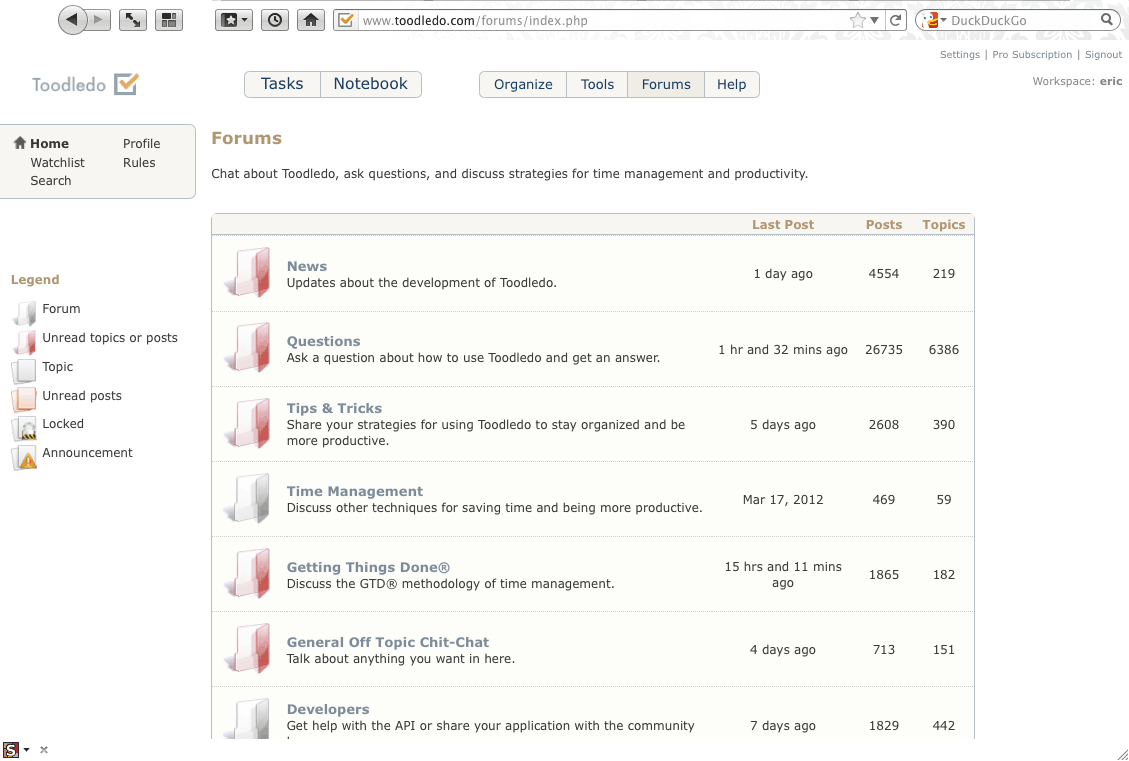 www.toodledo.com/forums/index.php
DuckDuckGo
Settings | Pro Subscription | Signout
Toodledo
Tasks
Notebook
Organize
Tools
Forums
Help
Workspace: eric
Home
Profile
Watchlist
Rules
Search
Forums
Chat about Toodledo, ask questions, and discuss strategies for time management and productivity.
Legend
Forum
Unread topics or posts
Topic
Unread posts
Locked
Announcement
Last Post
Posts
Topics
News
Updates about the development of Toodledo.
1 day ago
4554
219
Questions
Ask a question about how to use Toodledo and get an answer.
1 hr and 32 mins ago
26735
6386
Tips & Tricks
Share your strategies for using Toodledo to stay organized and be
more productive.
5 days ago
2608
390
Time Management
Discuss other techniques for saving time and being more productive.
Mar 17, 2012
469
59
Getting Things Done®
Discuss the GTD® methodology of time management.
15 hrs and 11 mins
ago
1865
182
General Off Topic Chit-Chat
Talk about anything you want in here.
4 days ago
713
151
Developers
Get help with the API or share your application with the community
7 days ago
1829
442
S